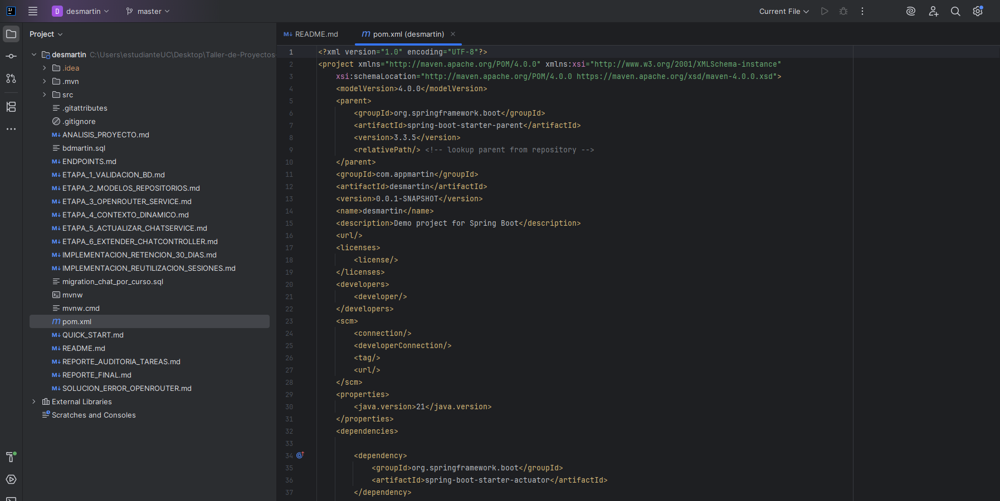 D desmartin
master
Current File
Project
desmartin C:\Users\estudianteUC\Desktop\Taller-de-Proyectos-
.idea
.mvn
src
.gitattributes
.gitignore
M↓ ANALISIS_PROYECTO.md
bdmartin.sql
M↓ ENDPOINTS.md
M↓ ETAPA_1_VALIDACION_BD.md
M↓ ETAPA_2_MODELOS_REPOSITORIOS.md
M↓ ETAPA_3_OPENROUTER_SERVICE.md
M↓ ETAPA_4_CONTEXTO_DINAMICO.md
M↓ ETAPA_5_ACTUALIZAR_CHATSERVICE.md
M↓ ETAPA_6_EXTENDER_CHATCONTROLLER.md
M↓ IMPLEMENTACION_RETENCION_30_DIAS.md
M↓ IMPLEMENTACION_REUTILIZACION_SESIONES.md
migration_chat_por_curso.sql
mvnw
mvnw.cmd
m pom.xml
M↓ QUICK_START.md
M↓ README.md
M↓ REPORTE_AUDITORIA_TAREAS.md
M↓ REPORTE_FINAL.md
M↓ SOLUCION_ERROR_OPENROUTER.md
External Libraries
Scratches and Consoles
M↓ README.md
m pom.xml (desmartin)
1 <?xml version="1.0" encoding="UTF-8"?>
2 <project xmlns="http://maven.apache.org/POM/4.0.0" xmlns:xsi="http://www.w3.org/2001/XMLSchema-instance"
3 xsi:schemaLocation="http://maven.apache.org/POM/4.0.0 https://maven.apache.org/xsd/maven-4.0.0.xsd">
4 <modelVersion>4.0.0</modelVersion>
5 <parent>
6 <groupId>org.springframework.boot</groupId>
7 <artifactId>spring-boot-starter-parent</artifactId>
8 <version>3.3.5</version>
9 <relativePath/> <!-- lookup parent from repository -->
10 </parent>
11 <groupId>com.appmartin</groupId>
12 <artifactId>desmartin</artifactId>
13 <version>0.0.1-SNAPSHOT</version>
14 <name>desmartin</name>
15 <description>Demo project for Spring Boot</description>
16 <url/>
17 <licenses>
18 <license/>
19 </licenses>
20 <developers>
21 <developer/>
22 </developers>
23 <scm>
24 <connection/>
25 <developerConnection/>
26 <tag/>
27 <url/>
28 </scm>
29 <properties>
30 <java.version>21</java.version>
31 </properties>
32 <dependencies>
33
34 <dependency>
35 <groupId>org.springframework.boot</groupId>
36 <artifactId>spring-boot-starter-actuator</artifactId>
37 </dependency>